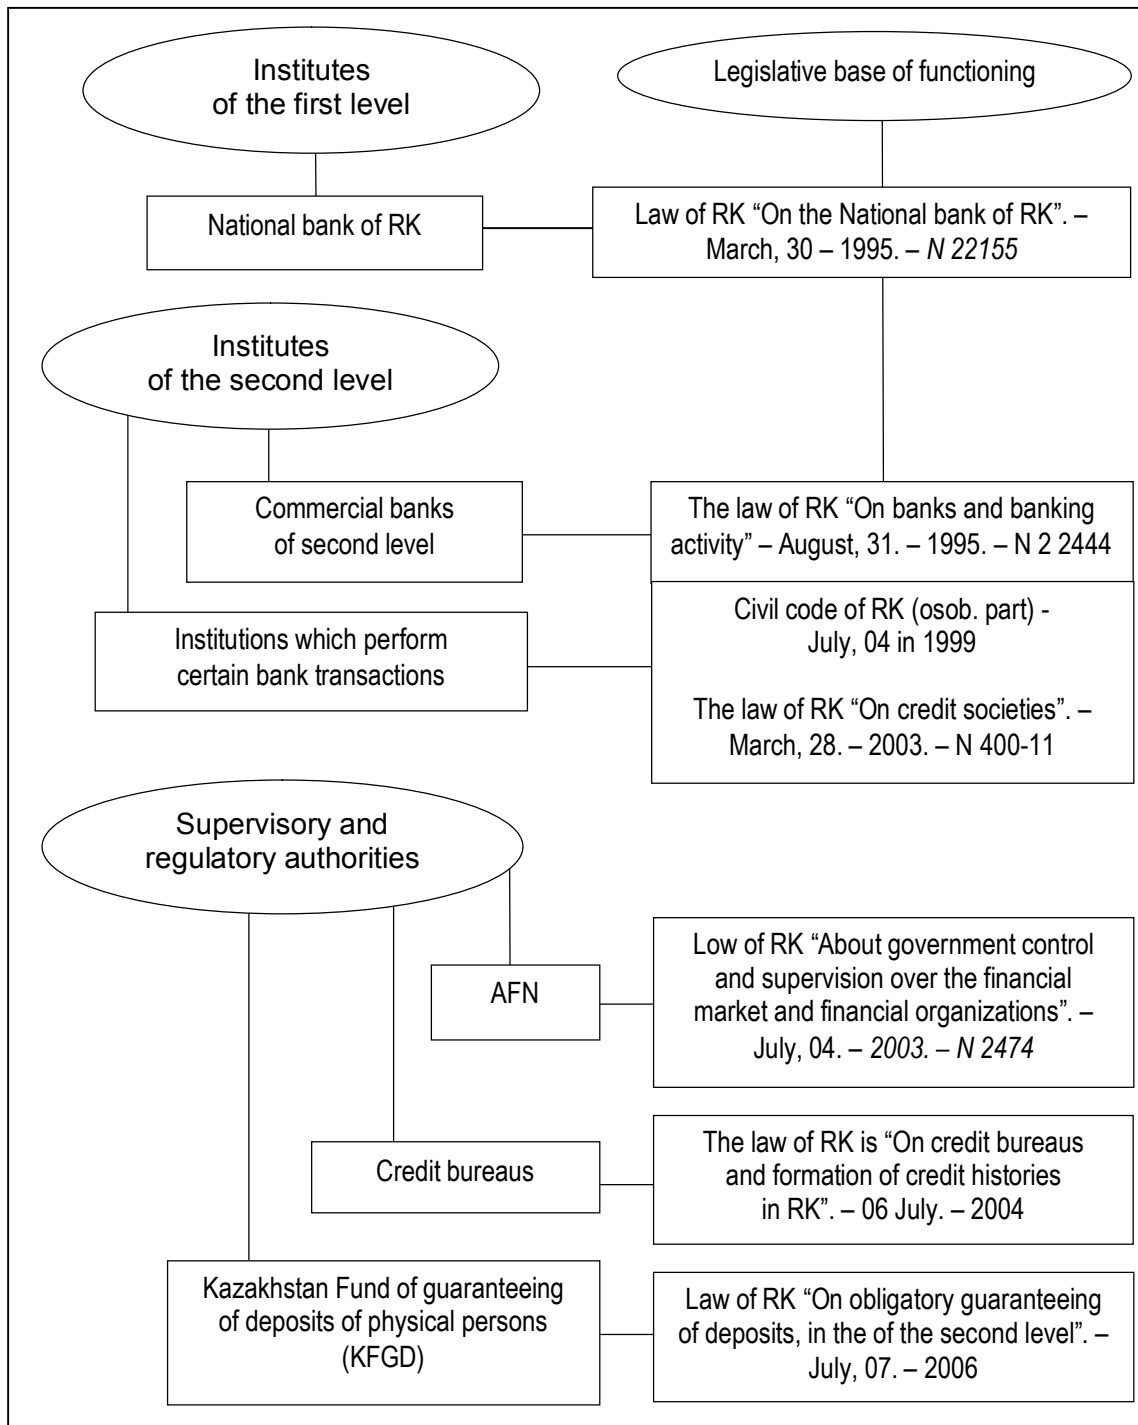 Institutes
of the first level
Legislative base of functioning
National bank of RK
Law of RK “On the National bank of RK”. –
March, 30 – 1995. – N 22155
Institutes
of the second level
Commercial banks
of second level
The law of RK “On banks and banking
activity” – August, 31. – 1995. – N 2 2444
Institutions which perform
certain bank transactions
Civil code of RK (osob. part) -
July, 04 in 1999
The law of RK “On credit societies”. –
March, 28. – 2003. – N 400-11
Supervisory and
regulatory authorities
AFN
Low of RK “About government control
and supervision over the financial
market and financial organizations”. –
July, 04. – 2003. – N 2474
Credit bureaus
The law of RK is “On credit bureaus
and formation of credit histories
in RK”. – 06 July. – 2004
Kazakhstan Fund of guaranteeing
of deposits of physical persons
(KFGD)
Law of RK “On obligatory guaranteeing
of deposits, in the of the second level”. –
July, 07. – 2006